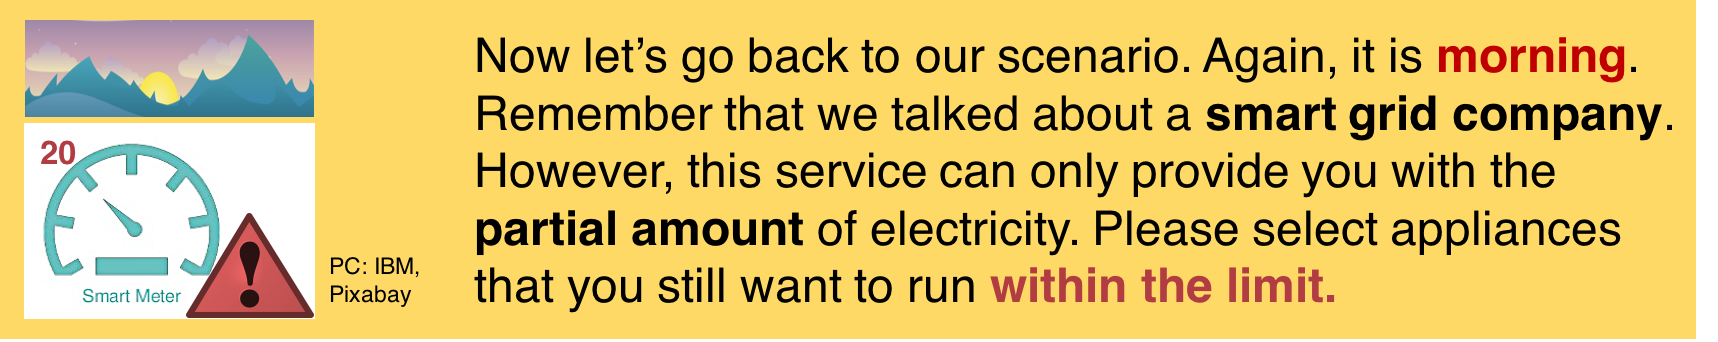 20
Smart Meter
PC: IBM,
Pixabay
Now let’s go back to our scenario. Again, it is morning.
Remember that we talked about a smart grid company.
However, this service can only provide you with the
partial amount of electricity. Please select appliances
that you still want to run within the limit.